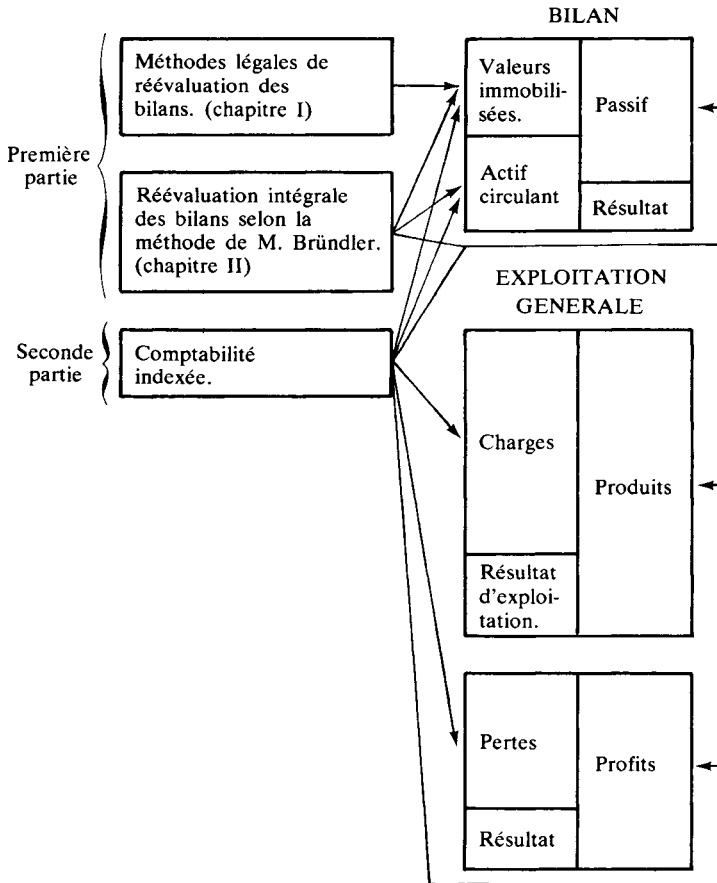 BILAN
Première
partie
Méthodes légales de
réévaluation des
bilans. (chapitre I)
Réévaluation intégrale
des bilans selon la
méthode de M. Bründler.
(chapitre II)
Seconde
partie
Comptabilité
indexée.
Valeurs
immobili-
sées.
Actif
circulant
Passif
Résultat
EXPLOITATION
GENERALE
Charges
Résultat
d'exploi-
tation.
Produits
Pertes
Résultat
Profits